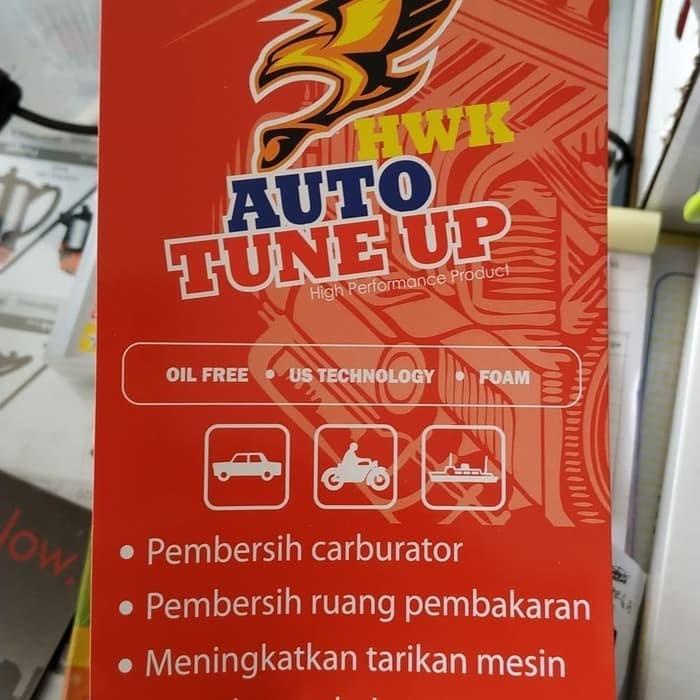 HWK
AUTO
TUNE UP
High Performance Product
OIL FREE • US TECHNOLOGY • FOAM
• Pembersih carburator
• Pembersih ruang pembakaran
• Meningkatkan tarikan mesin
low.